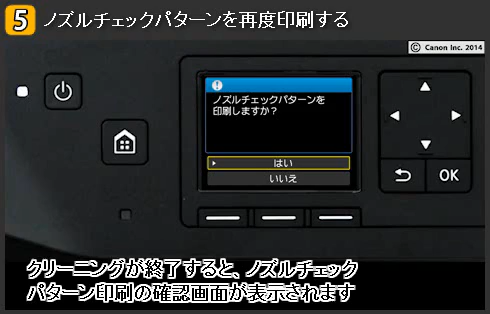 5 ノズルチェックパターンを再度印刷する
© Canon Inc. 2014
ノズルチェックパターンを
印刷しますか？
はい
いいえ
OK
クリーニングが終了すると、ノズルチェック
パターン印刷の確認画面が表示されます